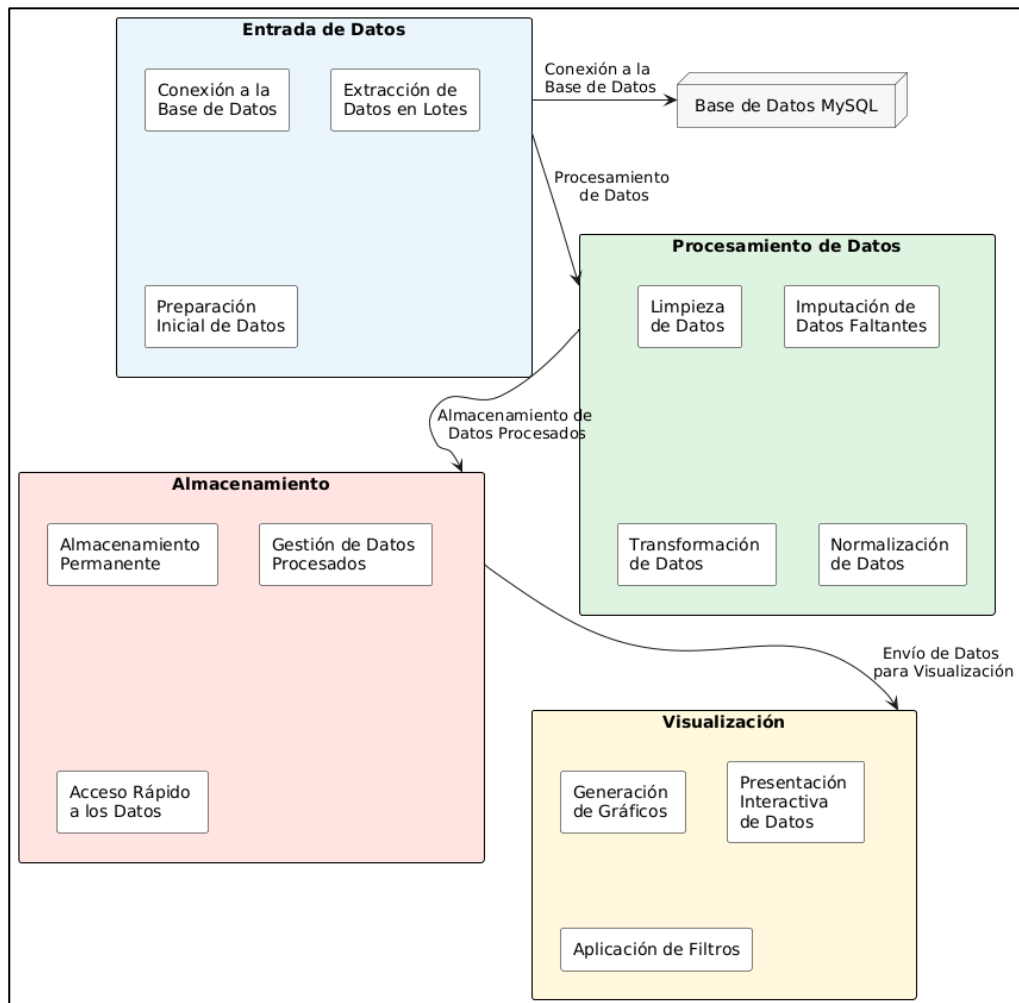 Entrada de Datos
Conexión a la
Base de Datos
Extracción de
Datos en Lotes
Preparación
Inicial de Datos
Conexión a la
Base de Datos
Base de Datos MySQL
Procesamiento
de Datos
Procesamiento de Datos
Limpieza
de Datos
Imputación de
Datos Faltantes
Transformación
de Datos
Normalización
de Datos
Almacenamiento de
Datos Procesados
Almacenamiento
Almacenamiento
Permanente
Gestión de Datos
Procesados
Acceso Rápido
a los Datos
Envío de Datos
para Visualización
Visualización
Generación
de Gráficos
Presentación
Interactiva
de Datos
Aplicación de Filtros